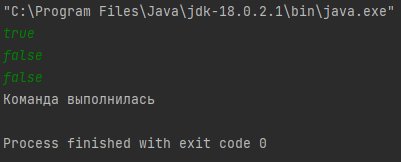 "C:\Program Files\Java\jdk-18.0.2.1\bin\java.exe"
true
false
false
Команда выполнилась
Process finished with exit code 0